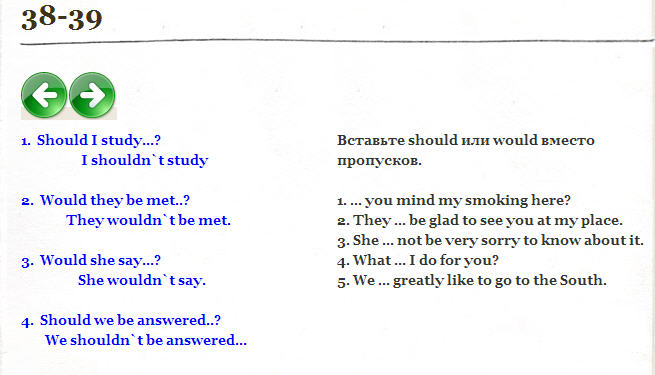 38-39
1. Should I study...?
I shouldn`t study
2. Would they be met..?
They wouldn`t be met.
3. Would she say...?
She wouldn`t say.
4. Should we be answered..?
We shouldn`t be answered...
Вставьте should или would вместо
пропусков.
1. ... you mind my smoking here?
2. They ... be glad to see you at my place.
3. She ... not be very sorry to know about it.
4. What ... I do for you?
5. We ... greatly like to go to the South.